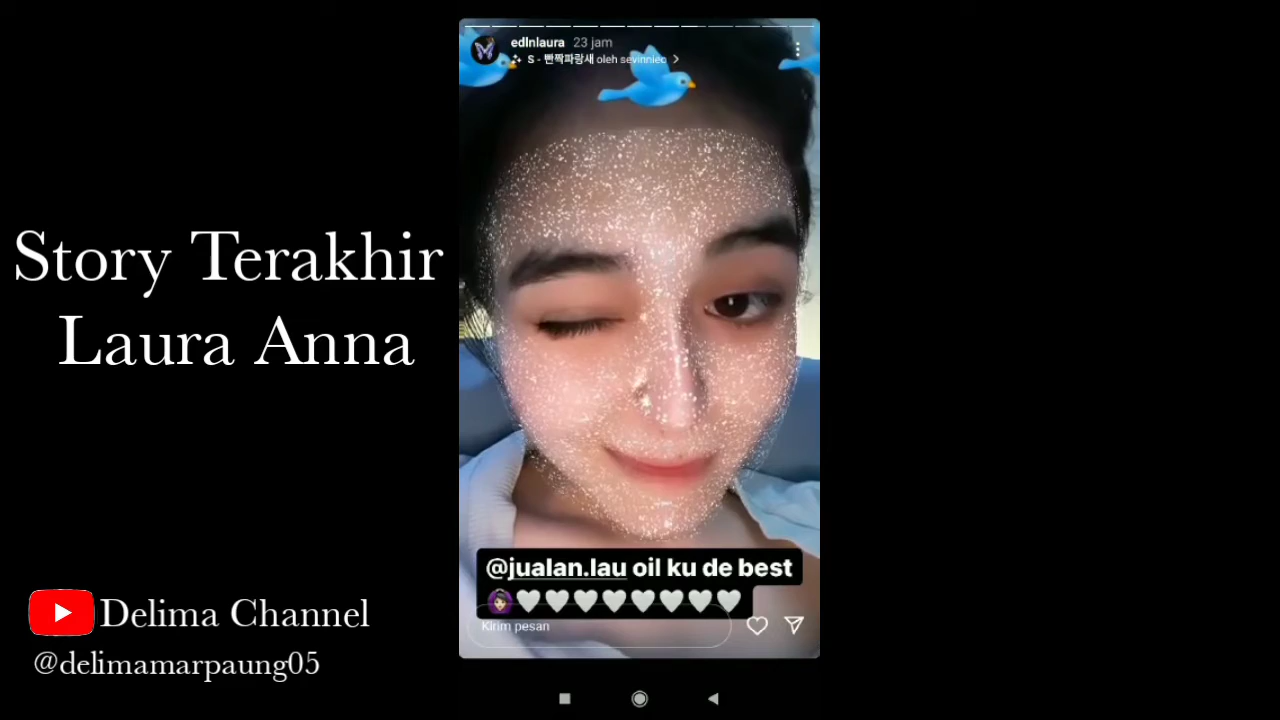 edlnlaura 23 jam
S - 빤짝파랑새 oleh sevinniec
Story Terakhir
Laura Anna
@jualan.lau oil ku de best
Kirim pesan
Delima Channel
@delimamarpaung05